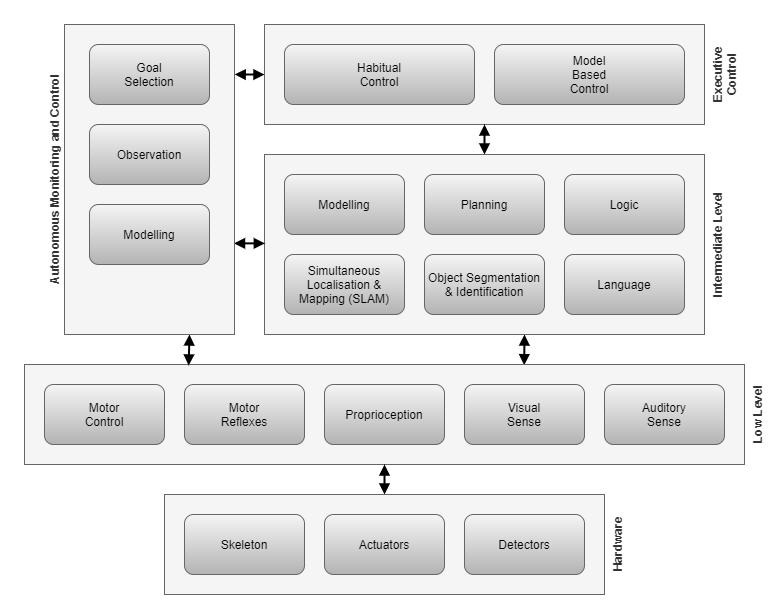 Autonomous Monitoring and Control
Goal
Selection
Observation
Modelling
Habitual
Control
Model
Based
Control
Executive
Control
Modelling
Planning
Logic
Simultaneous
Localisation &
Mapping (SLAM)
Object Segmentation
& Identification
Language
Intermediate Level
Motor
Control
Motor
Reflexes
Proprioception
Visual
Sense
Auditory
Sense
Low Level
Skeleton
Actuators
Detectors
Hardware